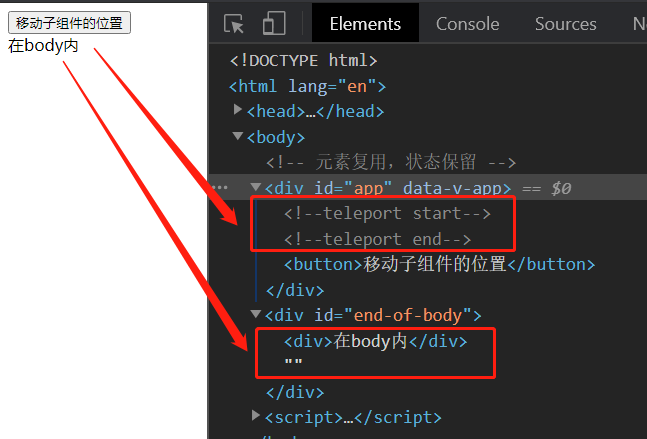 移动子组件的位置
在body内
Elements Console Sources N
<!DOCTYPE html>
<html lang="en">
<head>…</head>
<body>
<!-- 元素复用，状态保留 -->
<div id="app" data-v-app> == $0
<!--teleport start-->
<!--teleport end-->
<button>移动子组件的位置</button>
</div>
<div id="end-of-body">
<div>在body内</div>
""
</div>
<script>…</script>